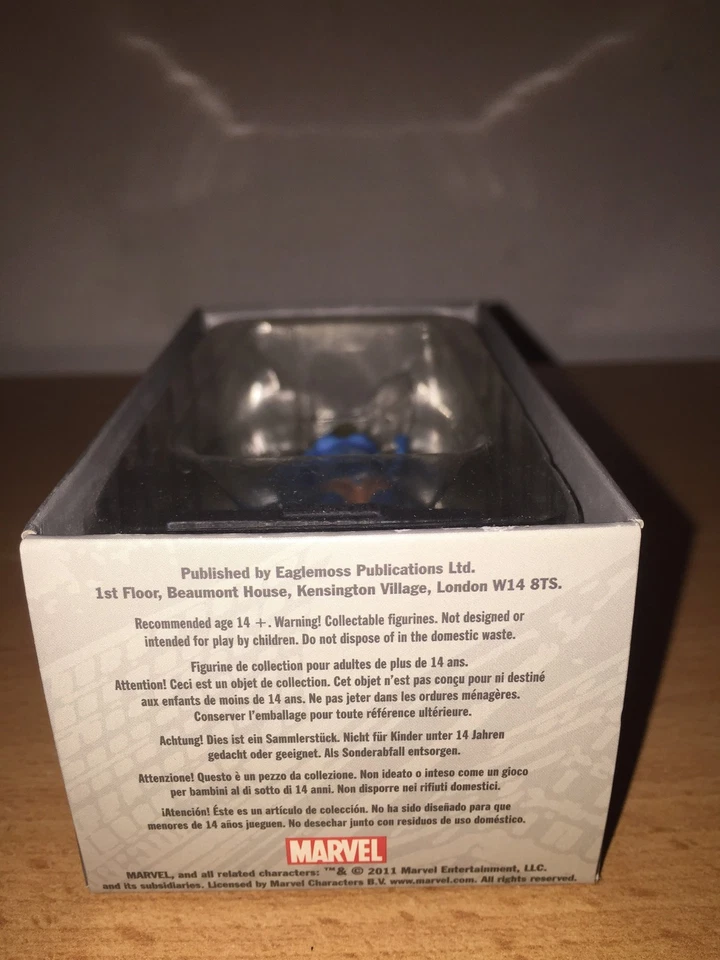 Published by Eaglemoss Publications Ltd.
1st Floor, Beaumont House, Kensington Village, London W14 8TS.
Recommended age 14 +. Warning! Collectable figurines. Not designed or
intended for play by children. Do not dispose of in the domestic waste.
Figurine de collection pour adultes de plus de 14 ans.
Attention! Ceci est un objet de collection. Cet objet n'est pas conçu pour ni destiné
aux enfants de moins de 14 ans. Ne pas jeter dans les ordures ménagères.
Conserver l'emballage pour toute référence ultérieure.
Achtung! Dies ist ein Sammlerstück. Nicht für Kinder unter 14 Jahren
gedacht oder geeignet. Als Sonderabfall entsorgen.
Attenzione! Questo è un pezzo da collezione. Non ideato o inteso come un gioco
per bambini al di sotto di 14 anni. Non disporre nei rifiuti domestici.
¡Atención! Éste es un artículo de colección. No ha sido diseñado para que
menores de 14 años jueguen. No desechar junto con residuos de uso doméstico.
MARVEL
MARVEL, and all related characters: ™& © 2011 Marvel Entertainment, LLC.
and its subsidiaries. Licensed by Marvel Characters B.V. www.marvel.com. All rights reserved.